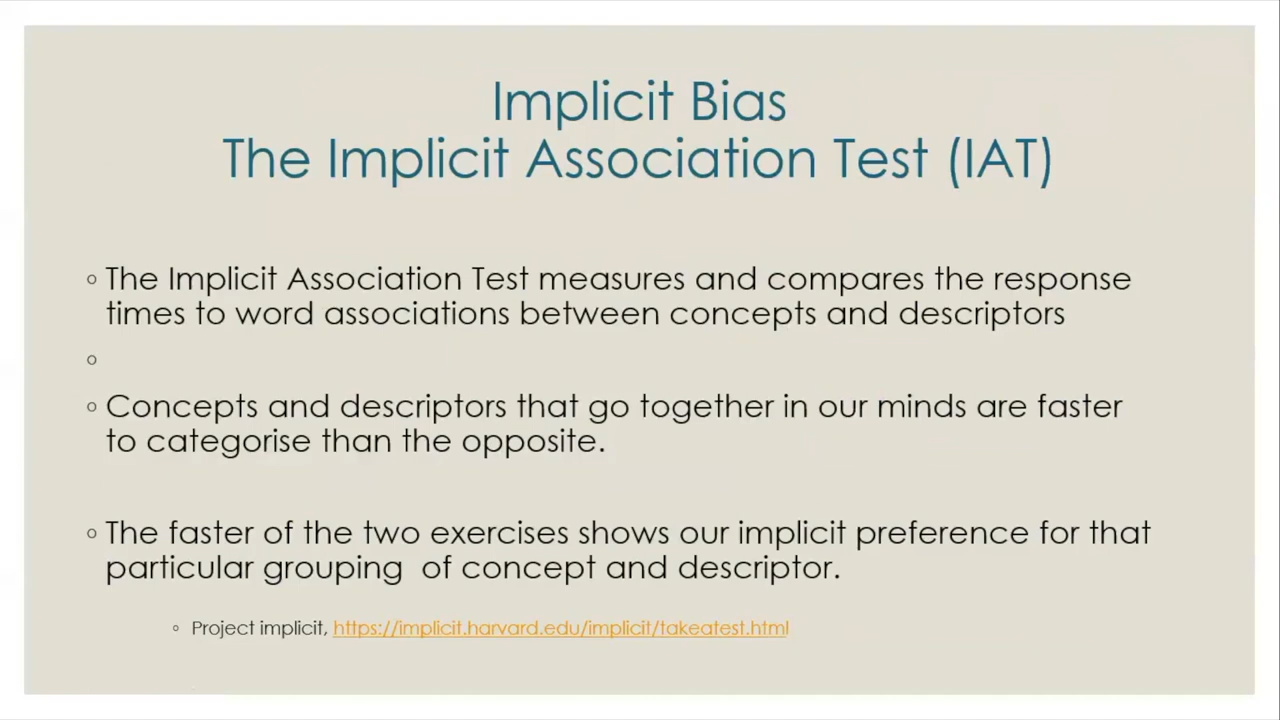 Implicit Bias
The Implicit Association Test (IAT)
◦ The Implicit Association Test measures and compares the response
times to word associations between concepts and descriptors
◦
◦ Concepts and descriptors that go together in our minds are faster
to categorise than the opposite.
◦ The faster of the two exercises shows our implicit preference for that
particular grouping  of concept and descriptor.
◦ Project implicit, https://implicit.harvard.edu/implicit/takeatest.html